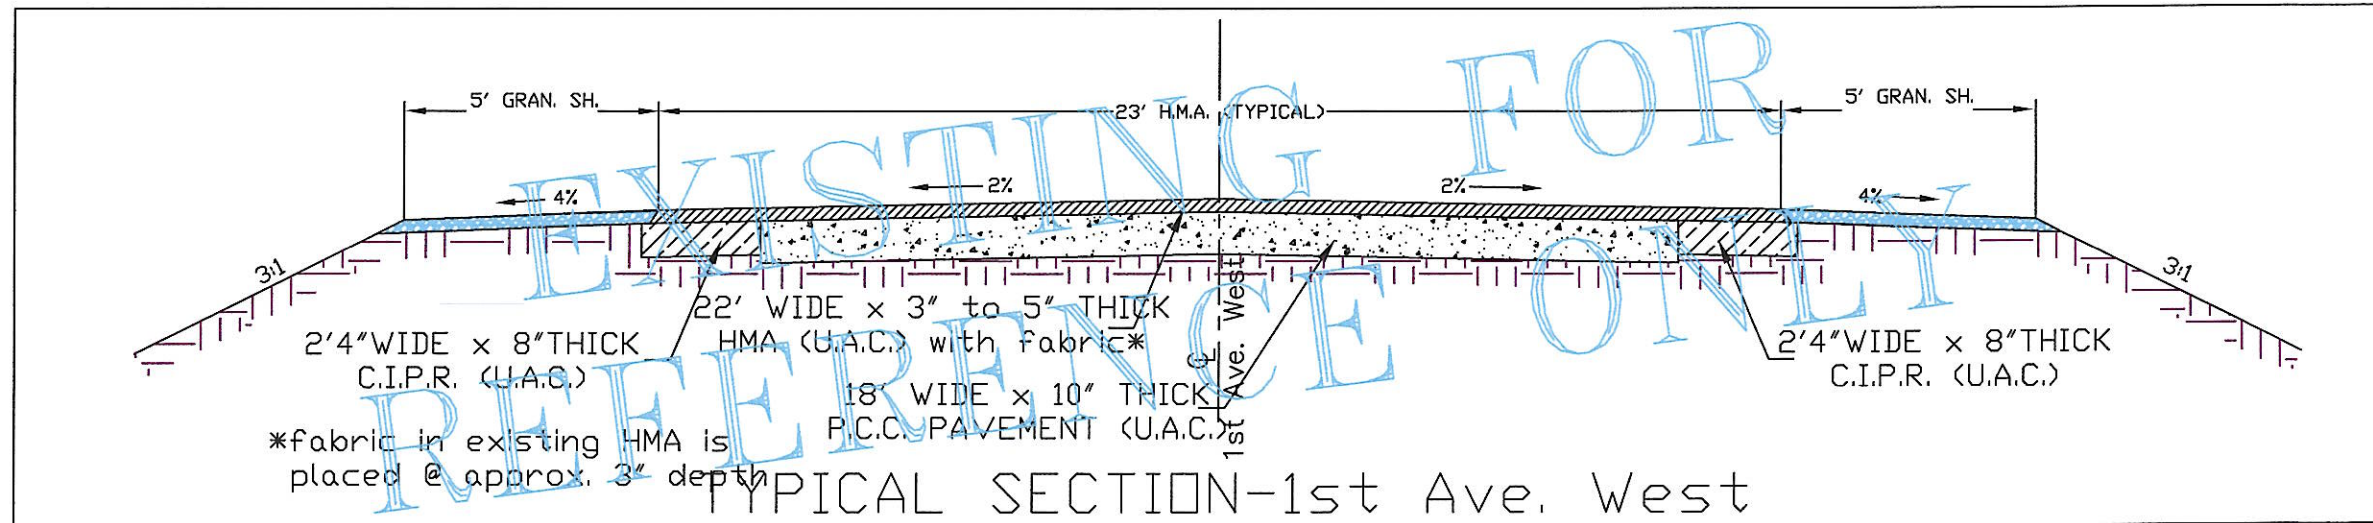 5' GRAN. SH.
23' H.M.A. (TYPICAL)
5' GRAN. SH.
4%
2%
2%
4%
3:1
3:1
22' WIDE x 3" to 5" THICK
HMA (U.A.C.) with fabric*
2'4"WIDE x 8"THICK
C.I.P.R. (U.A.C.)
18' WIDE x 10" THICK
P.C.C. PAVEMENT (U.A.C.)
℄
1st Ave. West
2'4"WIDE x 8"THICK
C.I.P.R. (U.A.C.)
*fabric in existing HMA is
placed @ approx. 3" depth
TYPICAL SECTION-1st Ave. West
EXISTING FOR
REFERENCE ONLY